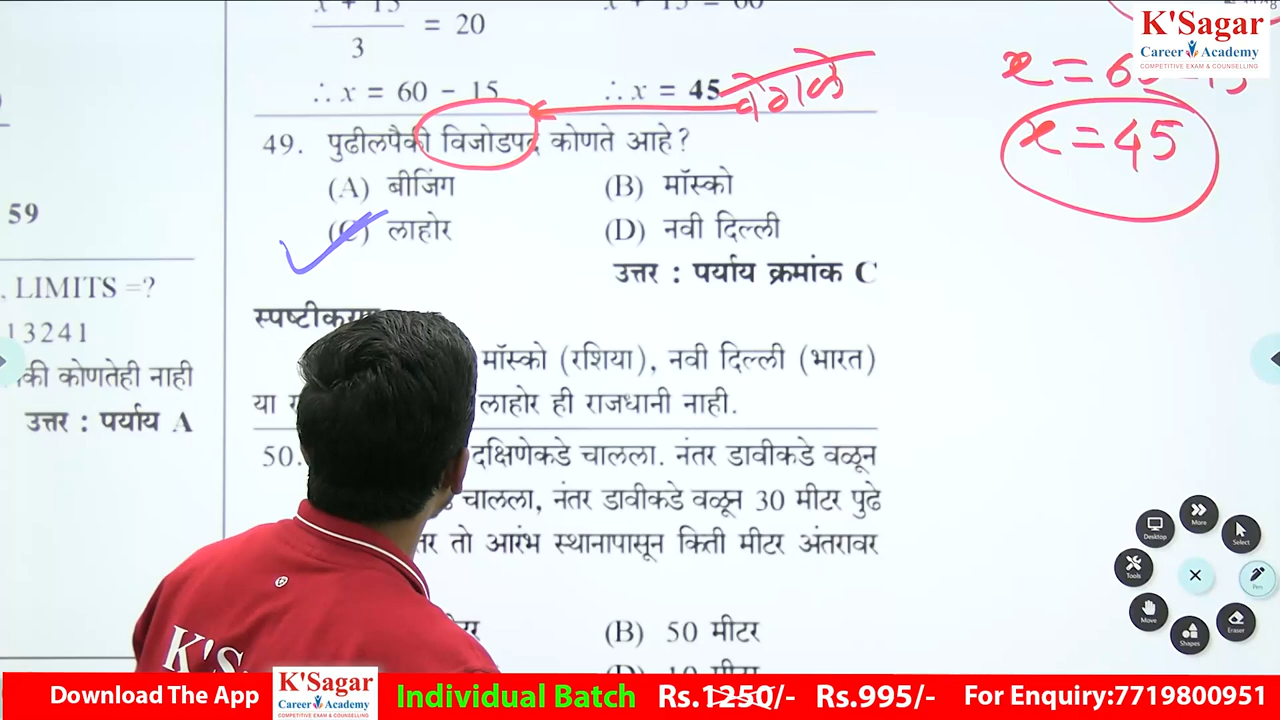 x + 15
3
= 20
∴ x = 60 − 15
∴ x = 45
वेगळे
x = 45
49. पुढीलपैकी विजोडपद कोणते आहे?
(A) बीजिंग
(B) मॉस्को
(C) लाहोर
(D) नवी दिल्ली
उत्तर : पर्याय क्रमांक C
मॉस्को (रशिया), नवी दिल्ली (भारत)
या
लाहोर ही राजधानी नाही.
50.
दक्षिणेकडे चालला. नंतर डावीकडे वळून
चालला, नंतर डावीकडे वळून 30 मीटर पुढे
तो आरंभ स्थानापासून किती मीटर अंतरावर
(B) 50 मीटर
59
, LIMITS =?
13241
कोणतेही नाही
उत्तर : पर्याय A
K'Sagar
Career Academy
COMPETITIVE EXAM & COUNSELLING
Desktop
More
Select
Tools
Pen
Move
Shapes
Eraser
K'S
Download The App
K'Sagar
Career Academy
COMPETITIVE EXAM & COUNSELLING
Individual Batch Rs.1250/- Rs.995/- For Enquiry:7719800951